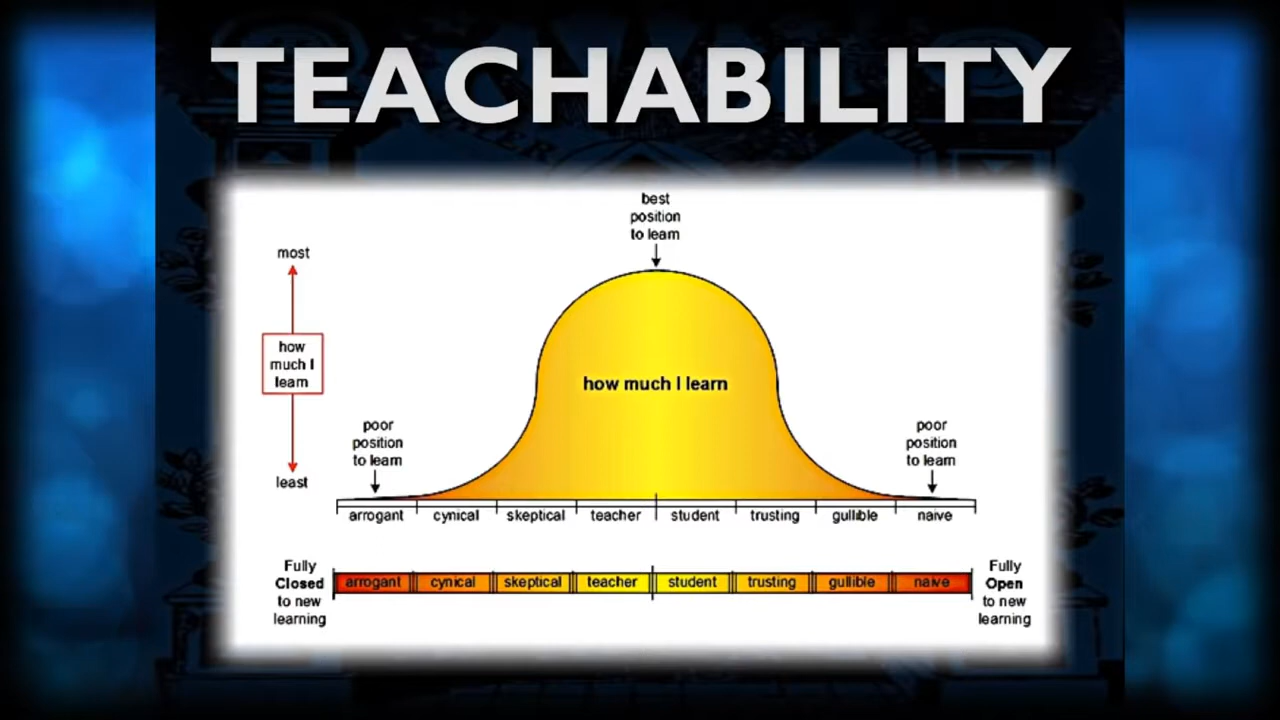 TEACHABILITY
best
position
to learn
most
how
much I
learn
how much I learn
poor
position
to learn
poor
position
to learn
least
arrogant cynical skeptical teacher student trusting gullible naive
Fully
Closed
to new
learning
arrogant cynical skeptical teacher student trusting gullible naive
Fully
Open
to new
learning